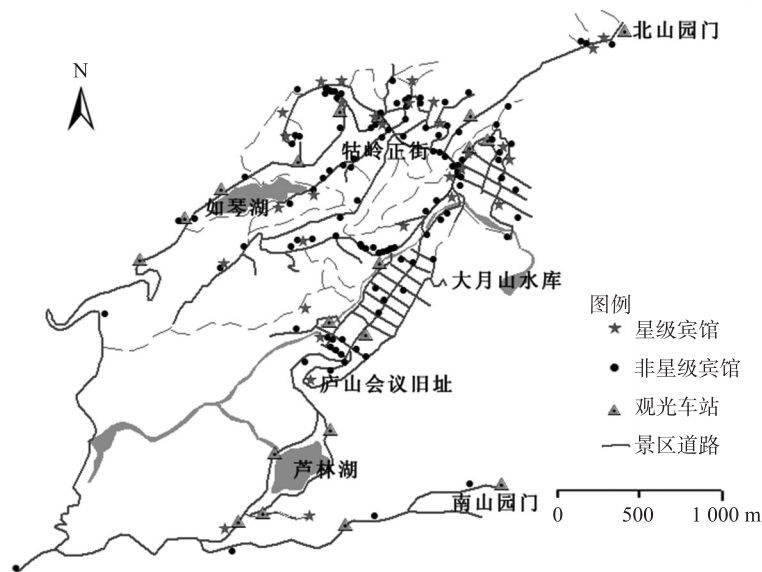 北山园门
N
牯岭正街
如琴湖
大月山水库
图例
星级宾馆
非星级宾馆
庐山会议旧址
观光车站
景区道路
芦林湖
南山园门
0 500 1 000 m